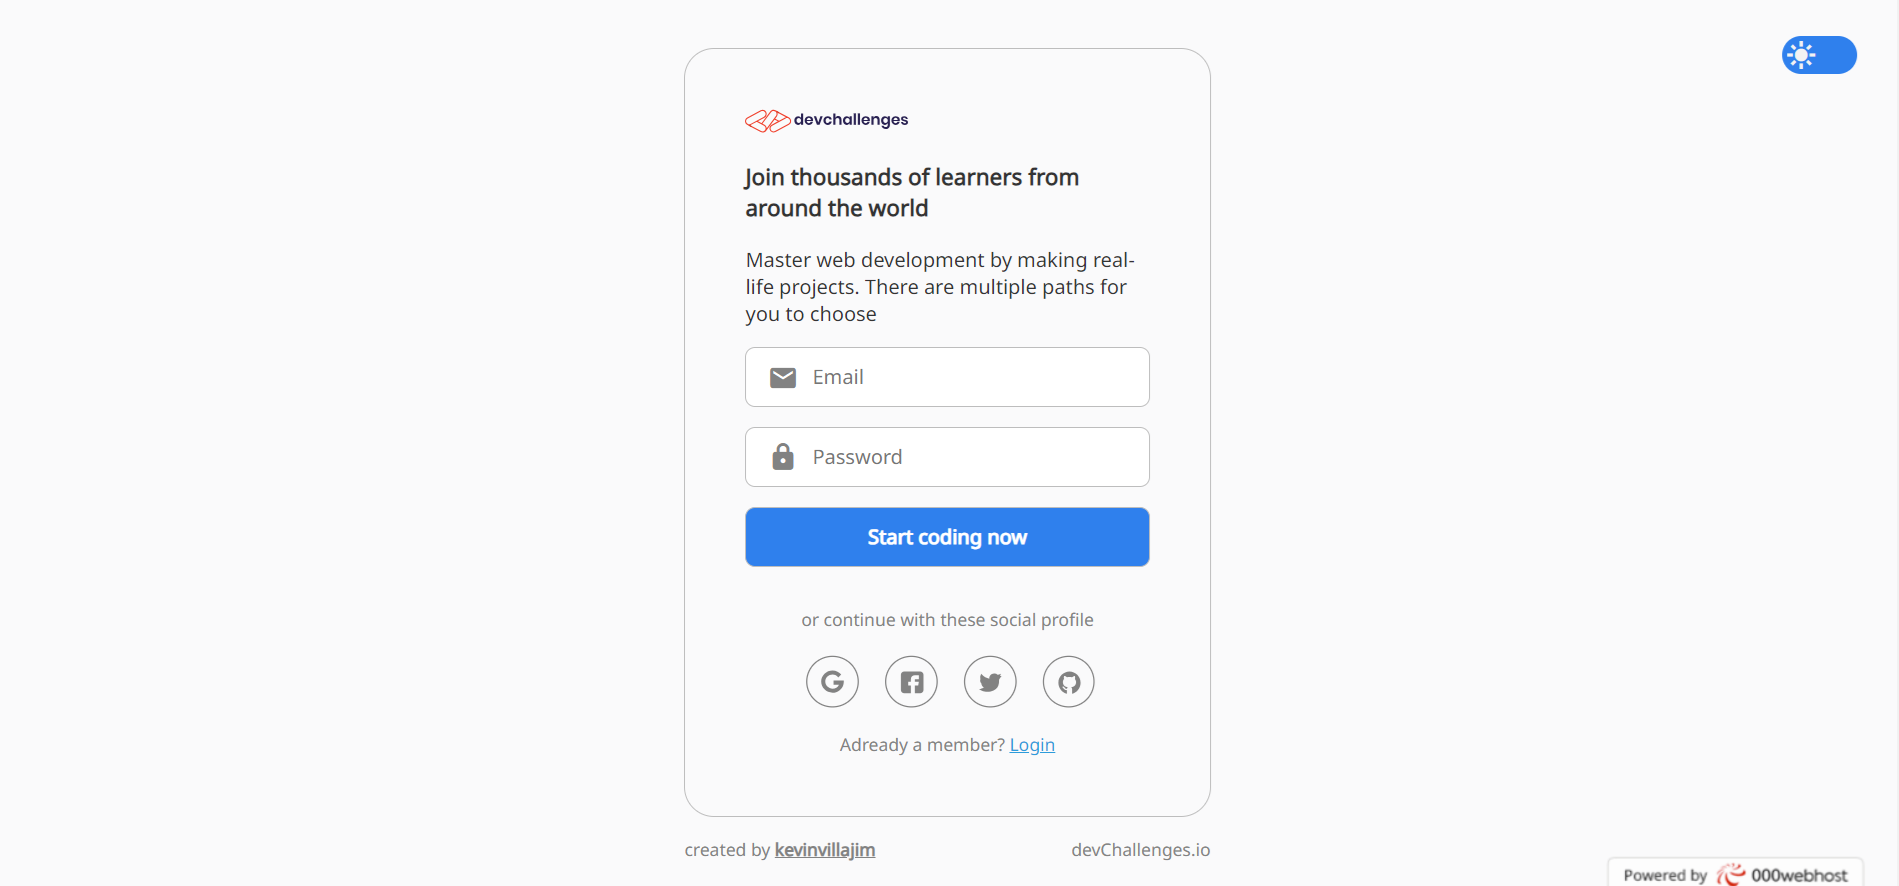 devchallenges
Join thousands of learners from
around the world
Master web development by making real-
life projects. There are multiple paths for
you to choose
Email
Password
Start coding now
or continue with these social profile
Adready a member? Login
created by kevinvillajim
devChallenges.io
Powered by 000webhost